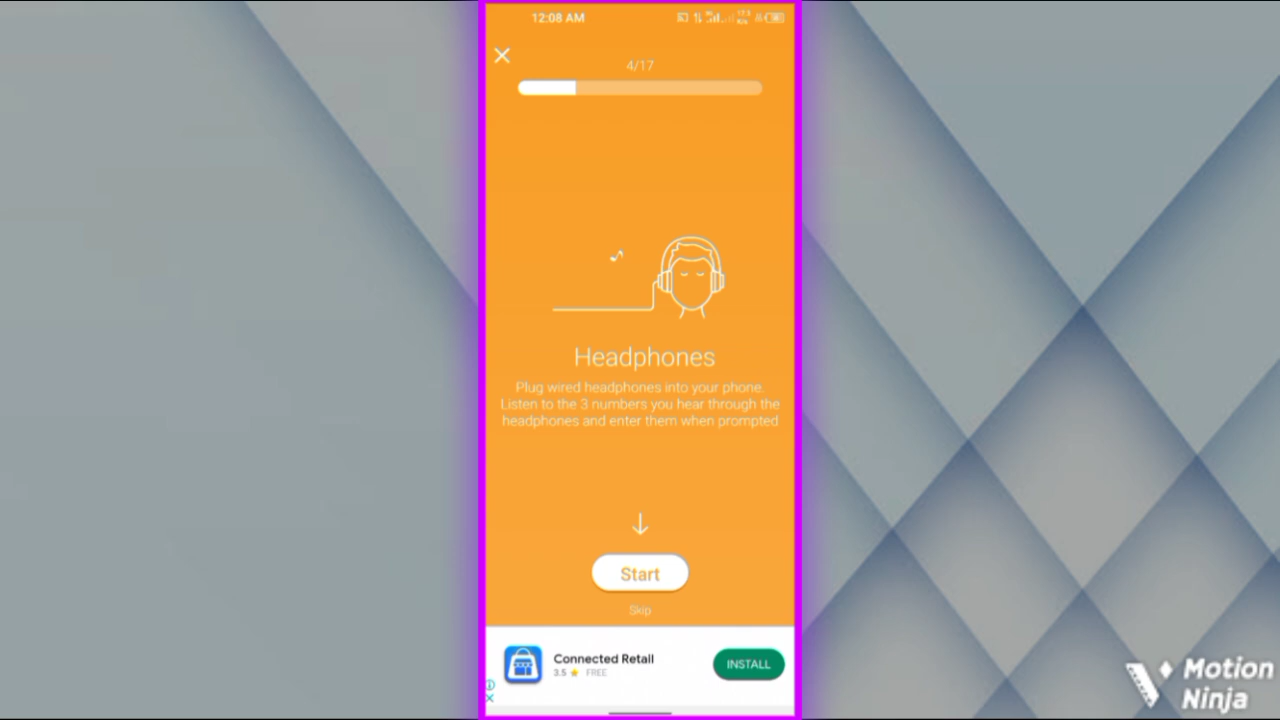 12:08 AM
4/17
Headphones
Plug wired headphones into your phone.
Listen to the 3 numbers you hear through the
headphones and enter them when prompted
Start
Skip
Connected Retail
3.5 FREE
INSTALL
Motion
Ninja